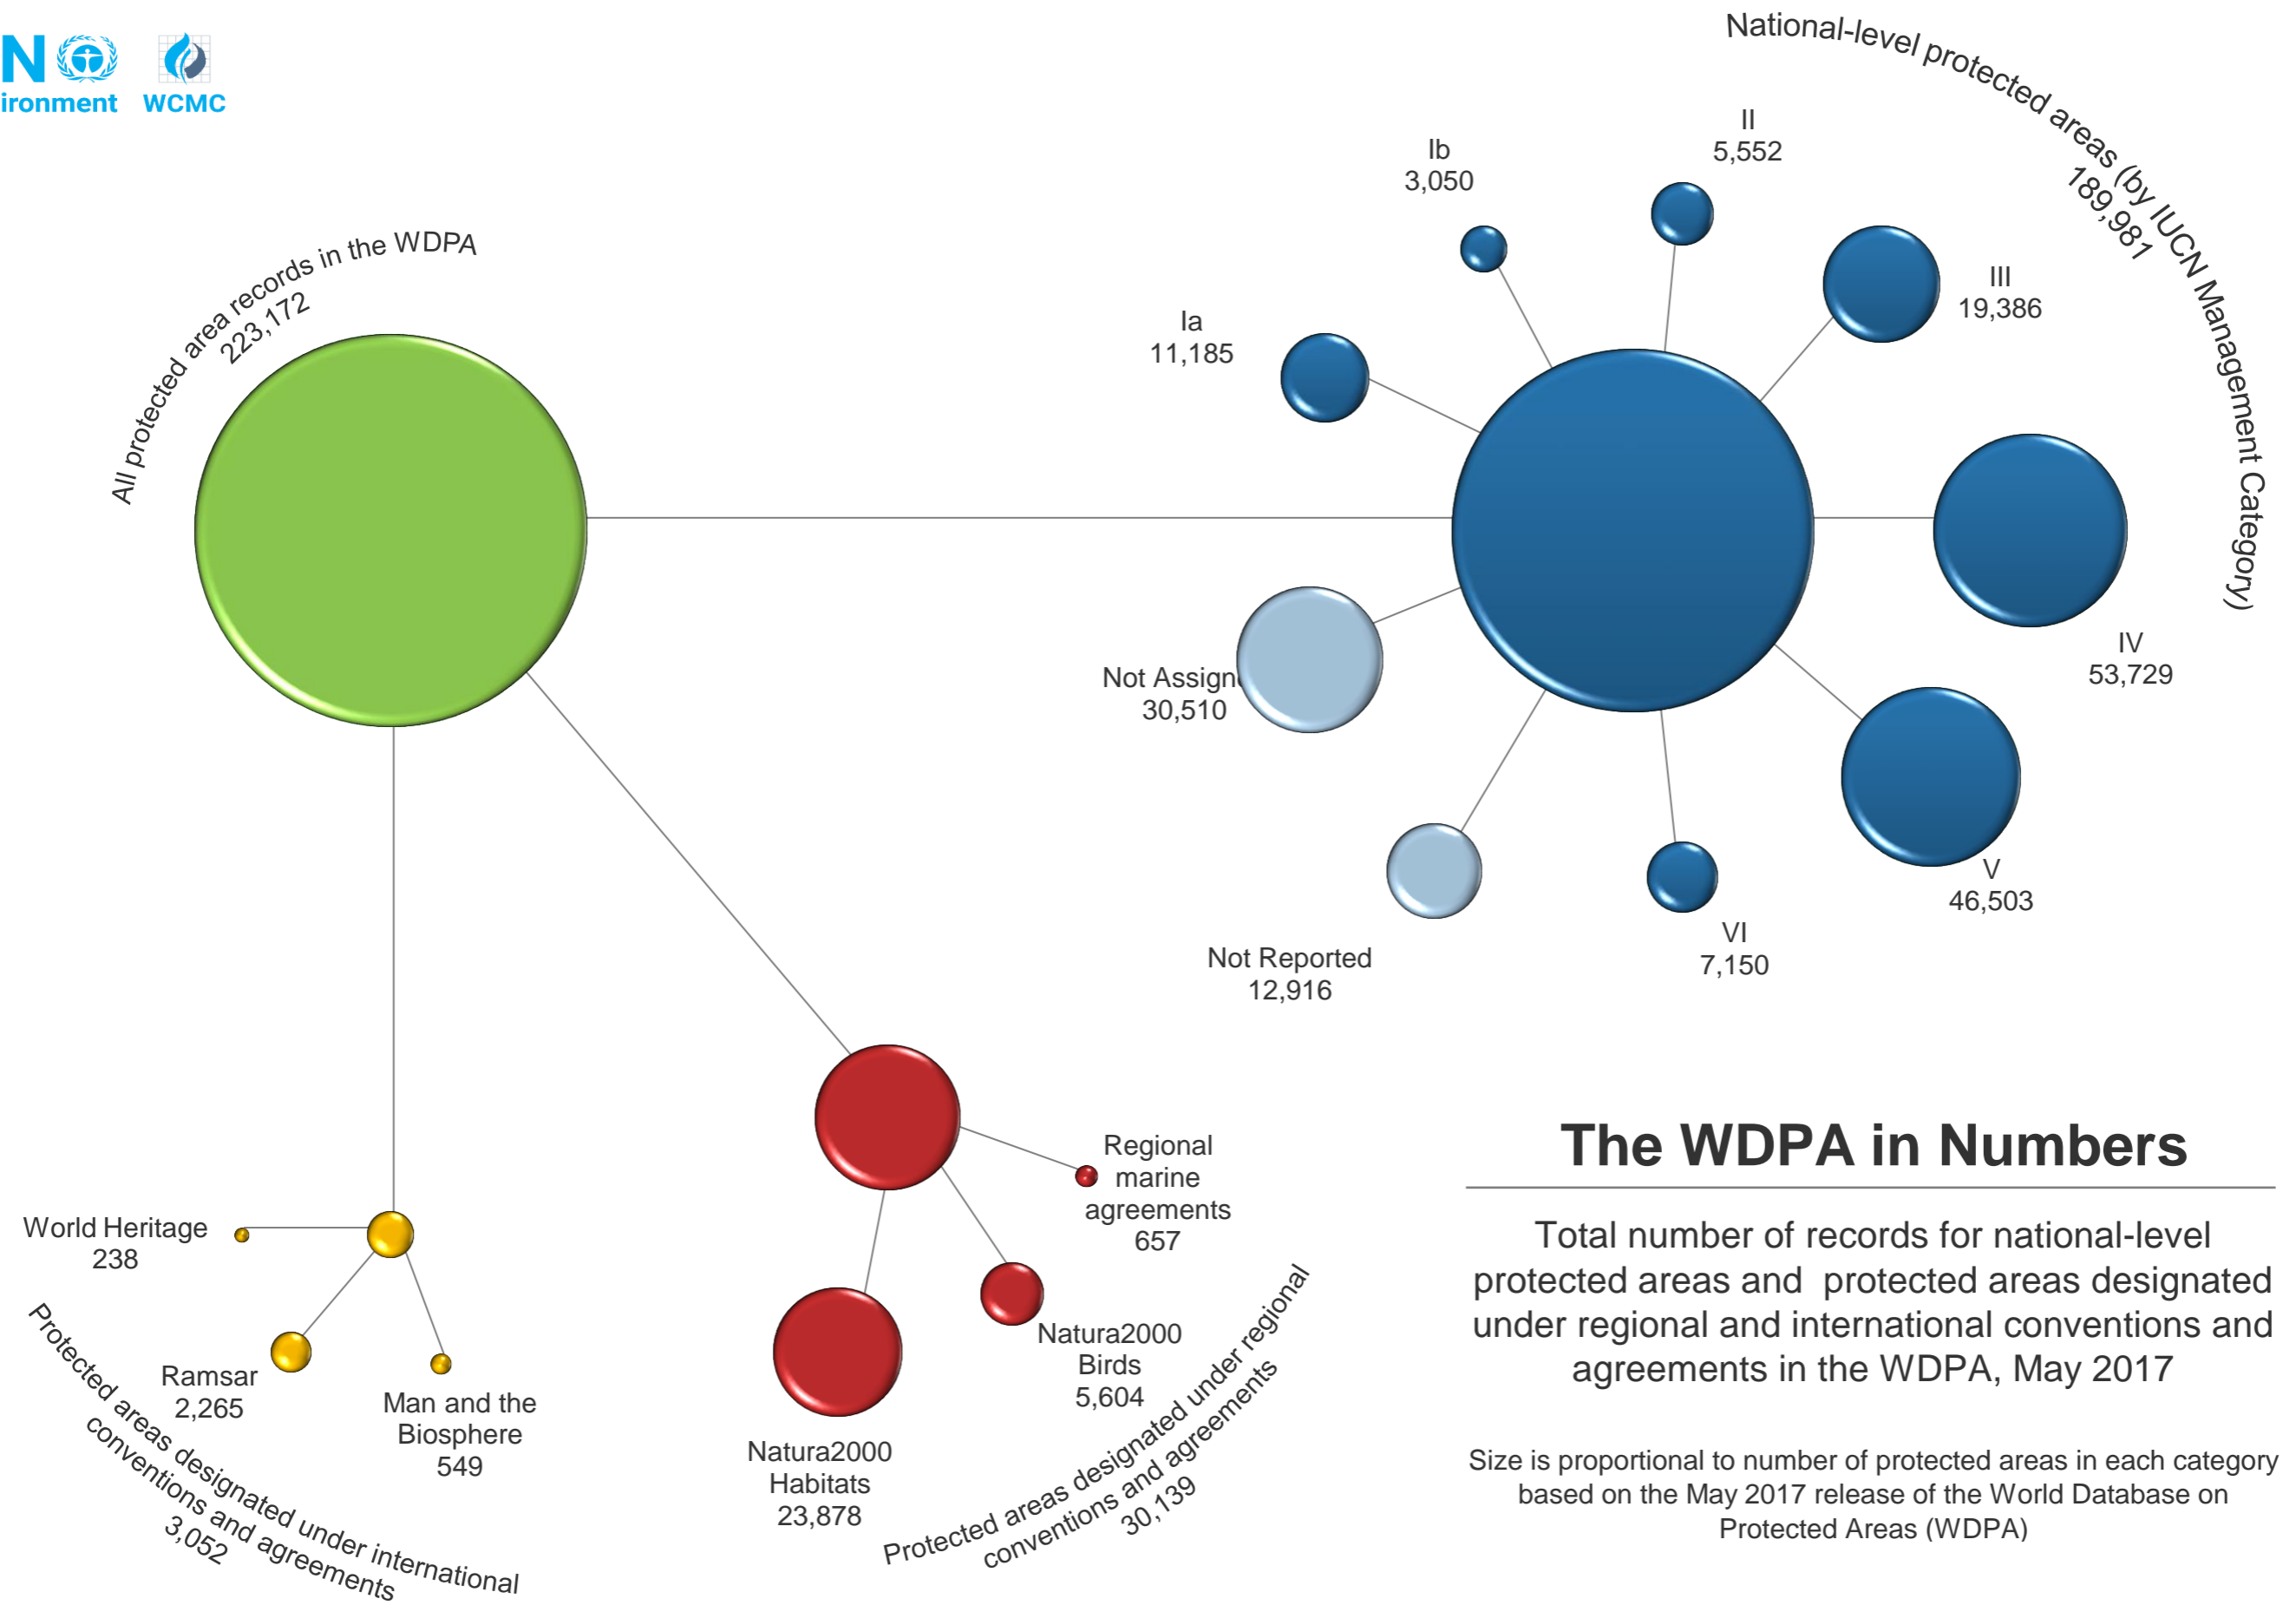 N
ironment WCMC
All protected area records in the WDPA
223,172
National-level protected areas (by IUCN Management Category)
189,981
Ia
11,185
Ib
3,050
II
5,552
III
19,386
IV
53,729
V
46,503
VI
7,150
Not Reported
12,916
Not Assign
30,510
World Heritage
238
Ramsar
2,265
Man and the
Biosphere
549
Protected areas designated under international
conventions and agreements
3,052
Regional
marine
agreements
657
Natura2000
Birds
5,604
Natura2000
Habitats
23,878
Protected areas designated under regional
conventions and agreements
30,139
The WDPA in Numbers
Total number of records for national-level
protected areas and  protected areas designated
under regional and international conventions and
agreements in the WDPA, May 2017
Size is proportional to number of protected areas in each category
based on the May 2017 release of the World Database on
Protected Areas (WDPA)